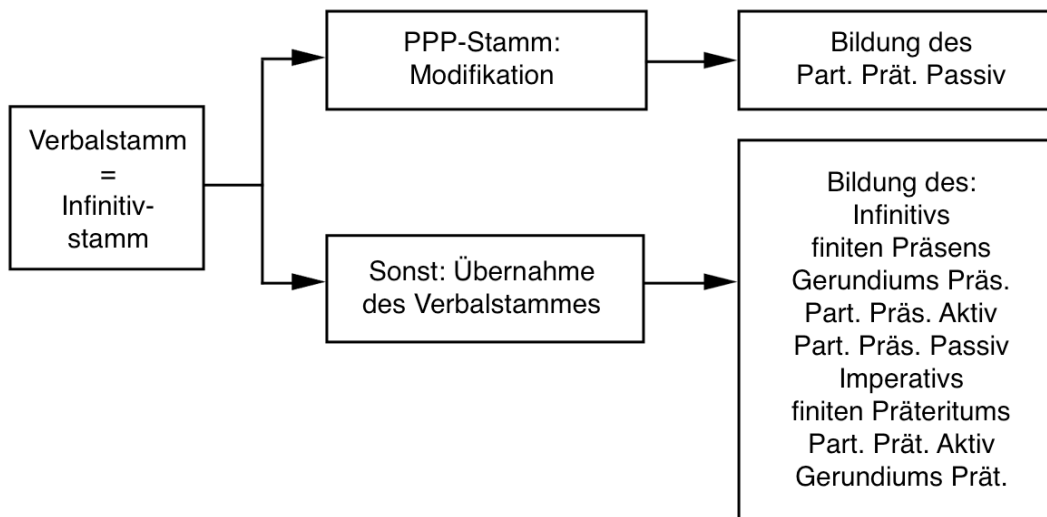 Verbalstamm
=
Infinitiv-
stamm
PPP-Stamm:
Modifikation
Bildung des
Part. Prät. Passiv
Sonst: Übernahme
des Verbalstammes
Bildung des:
Infinitivs
finiten Präsens
Gerundiums Präs.
Part. Präs. Aktiv
Part. Präs. Passiv
Imperativs
finiten Präteritums
Part. Prät. Aktiv
Gerundiums Prät.